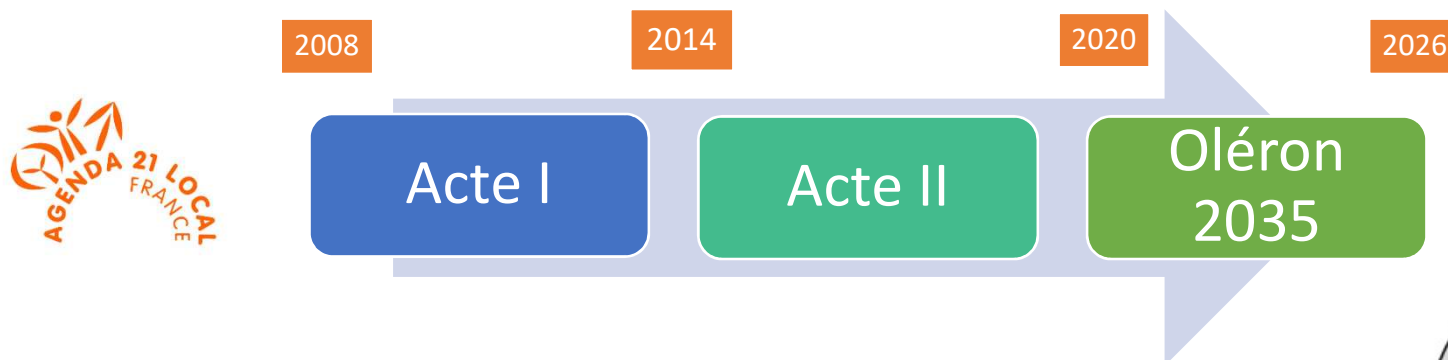 2008
2014
2020
2026
AGENDA 21 LOCAL
FRANCE
Acte I
Acte II
Oléron
2035